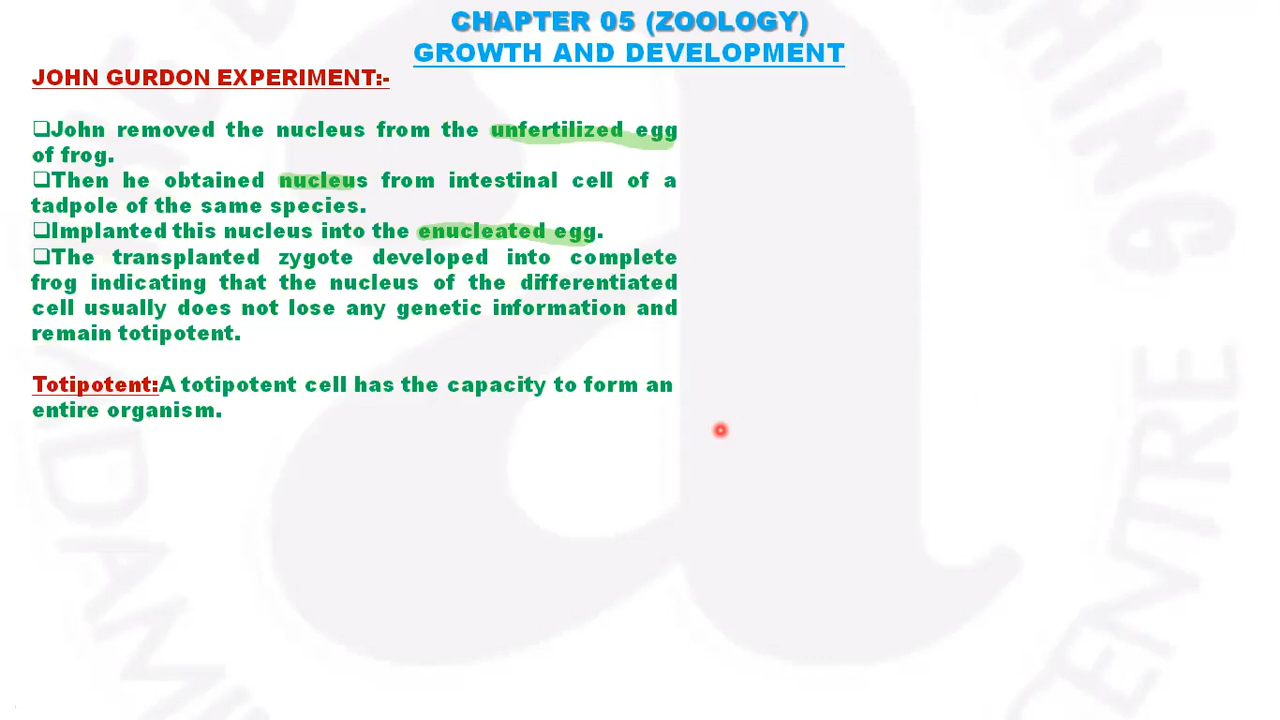 CHAPTER 05 (ZOOLOGY)
GROWTH AND DEVELOPMENT
JOHN GURDON EXPERIMENT:-
❑John removed the nucleus from the unfertilized egg
of frog.
❑Then he obtained nucleus from intestinal cell of a
tadpole of the same species.
❑Implanted this nucleus into the enucleated egg.
❑The transplanted zygote developed into complete
frog indicating that the nucleus of the differentiated
cell usually does not lose any genetic information and
remain totipotent.
Totipotent:A totipotent cell has the capacity to form an
entire organism.